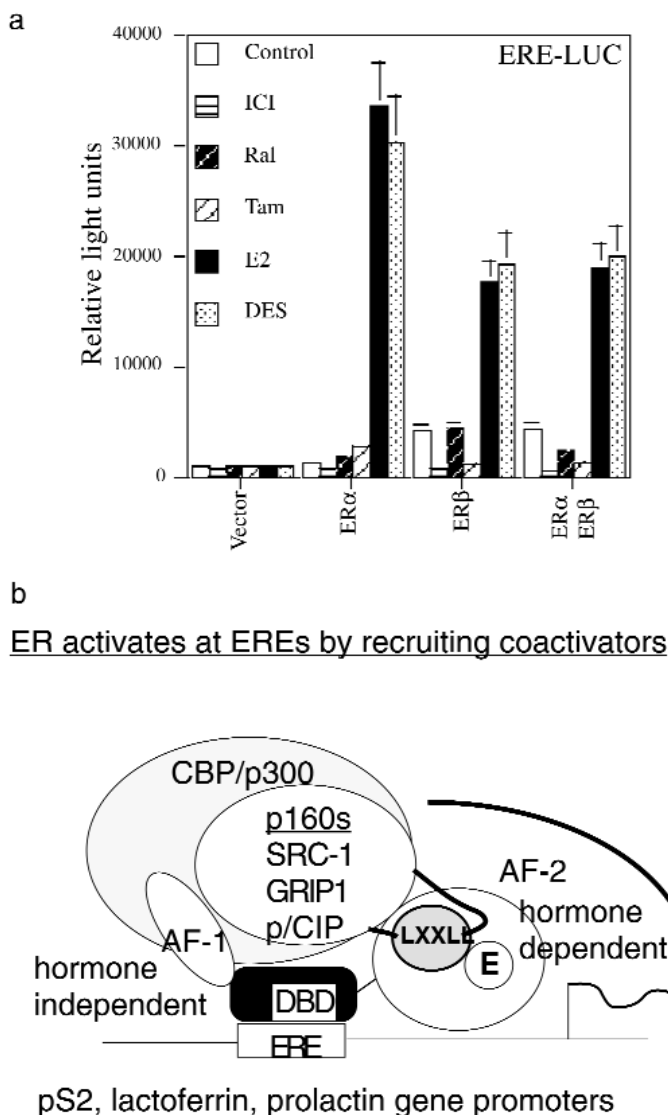 a
ERE-LUC
Relative light units
40000
30000
20000
10000
0
Control
ICI
Ral
Tam
E2
DES
Vector
ERα
ERβ
ERα
ERβ
b
ER activates at EREs by recruiting coactivators
CBP/p300
p160s
SRC-1
GRIP1
p/CIP
AF-1
AF-2
hormone
dependent
LXXLL
E
hormone
independent
DBD
ERE
pS2, lactoferrin, prolactin gene promoters